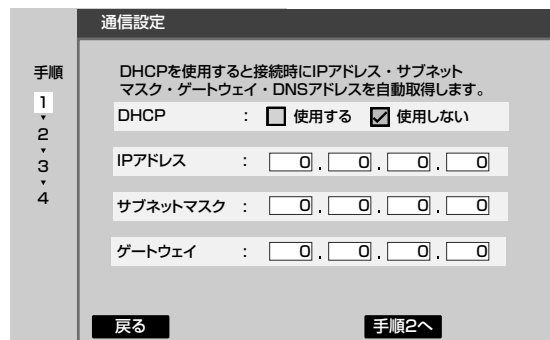 通信設定
手順
1
2
3
4
DHCPを使用すると接続時にIPアドレス・サブネット
マスク・ゲートウェイ・DNSアドレスを自動取得します。
DHCP : 使用する 使用しない
IPアドレス : 0 . 0 . 0 . 0
サブネットマスク : 0 . 0 . 0 . 0
ゲートウェイ : 0 . 0 . 0 . 0
戻る 手順2へ